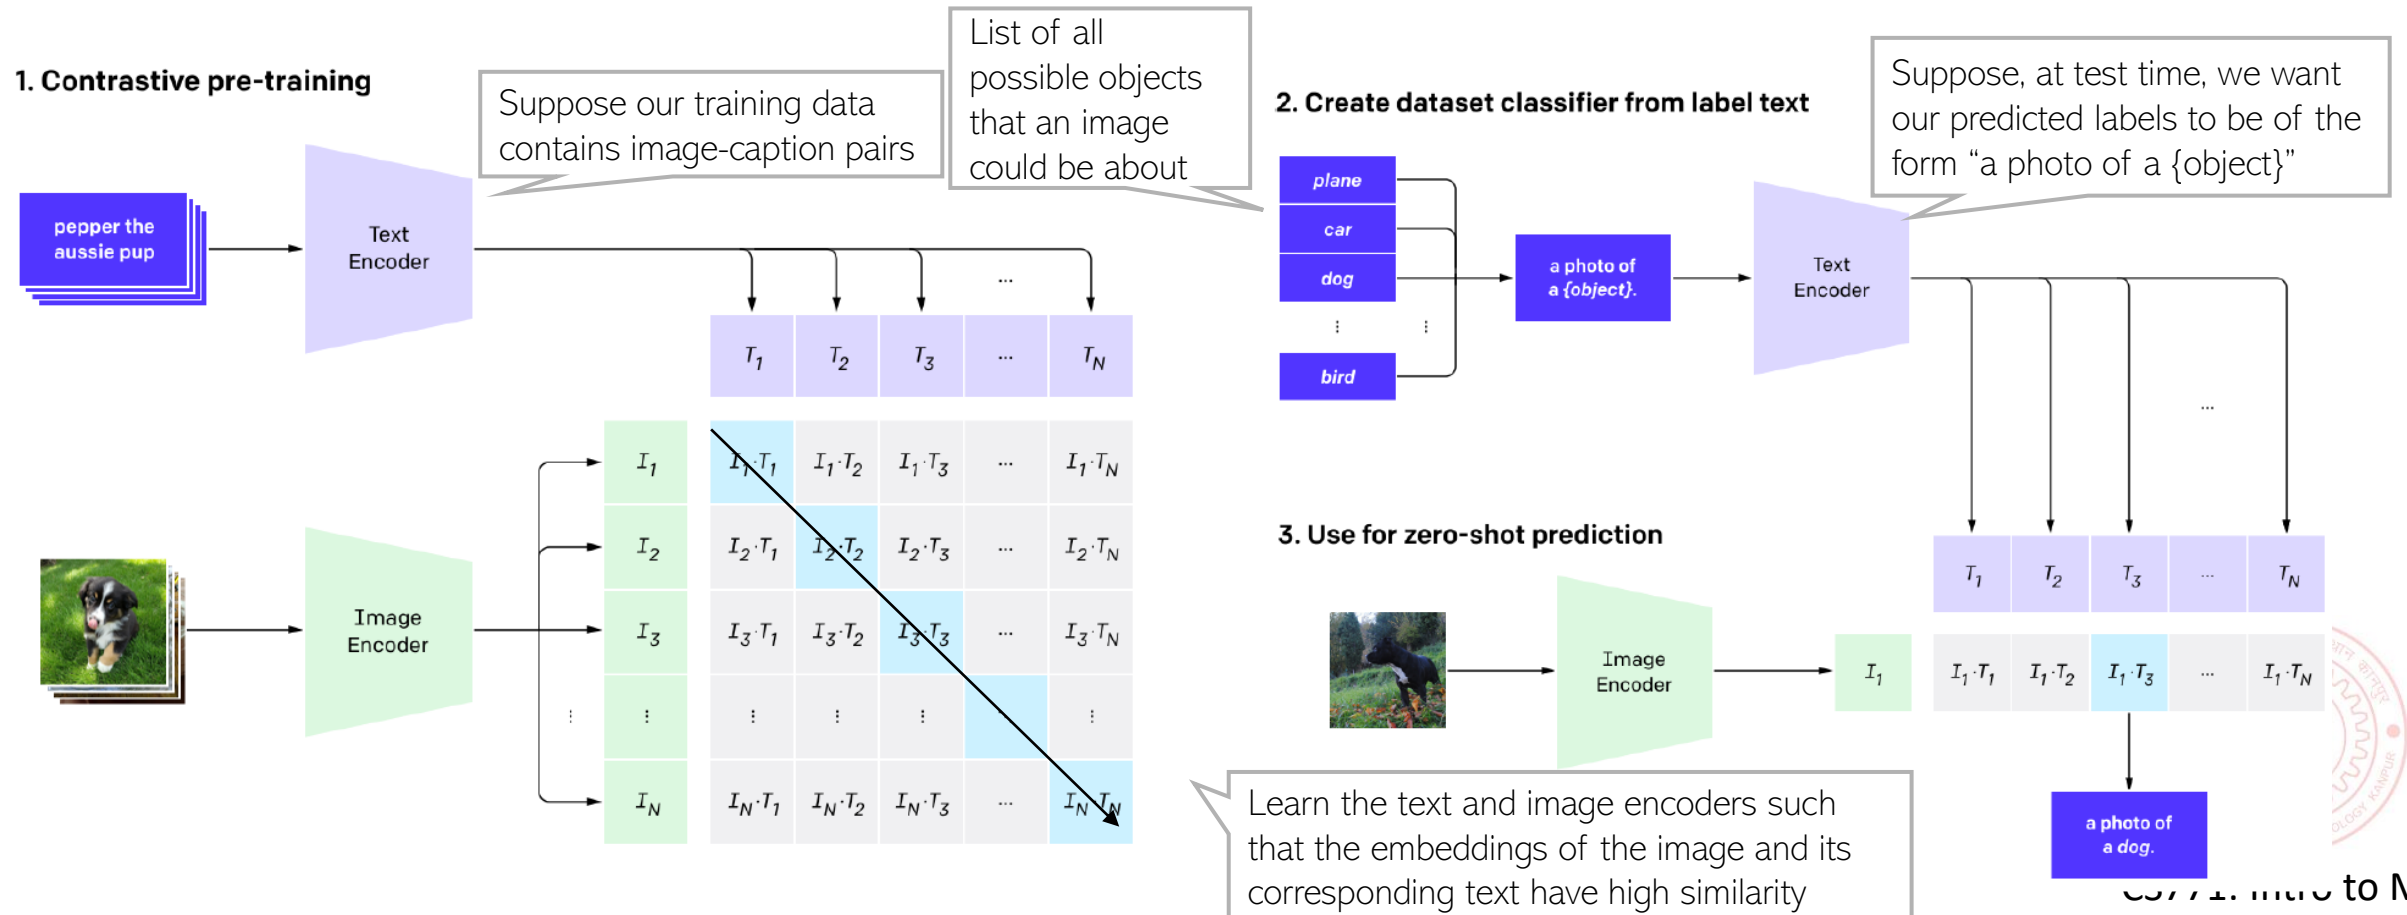 1. Contrastive pre-training
Suppose our training data
contains image-caption pairs
List of all
possible objects
that an image
could be about
2. Create dataset classifier from label text
Suppose, at test time, we want
our predicted labels to be of the
form “a photo of a {object}”
pepper the
aussie pup
Text
Encoder
...
T1 T2 T3 ... TN
Image
Encoder
I1 I1·T1 I1·T2 I1·T3 ... I1·TN
I2 I2·T1 I2·T2 I2·T3 ... I2·TN
I3 I3·T1 I3·T2 I3·T3 ... I3·TN
⋮ ⋮ ⋮ ⋮ ⋮ ⋮
IN IN·T1 IN·T2 IN·T3 ... IN·TN
plane
car
dog
⋮ ⋮
bird
a photo of
a {object}.
Text
Encoder
...
3. Use for zero-shot prediction
T1 T2 T3 ... TN
Image
Encoder
I1 I1·T1 I1·T2 I1·T3 ... I1·TN
a photo of
a dog.
Learn the text and image encoders such
that the embeddings of the image and its
corresponding text have high similarity
KANPUR
to